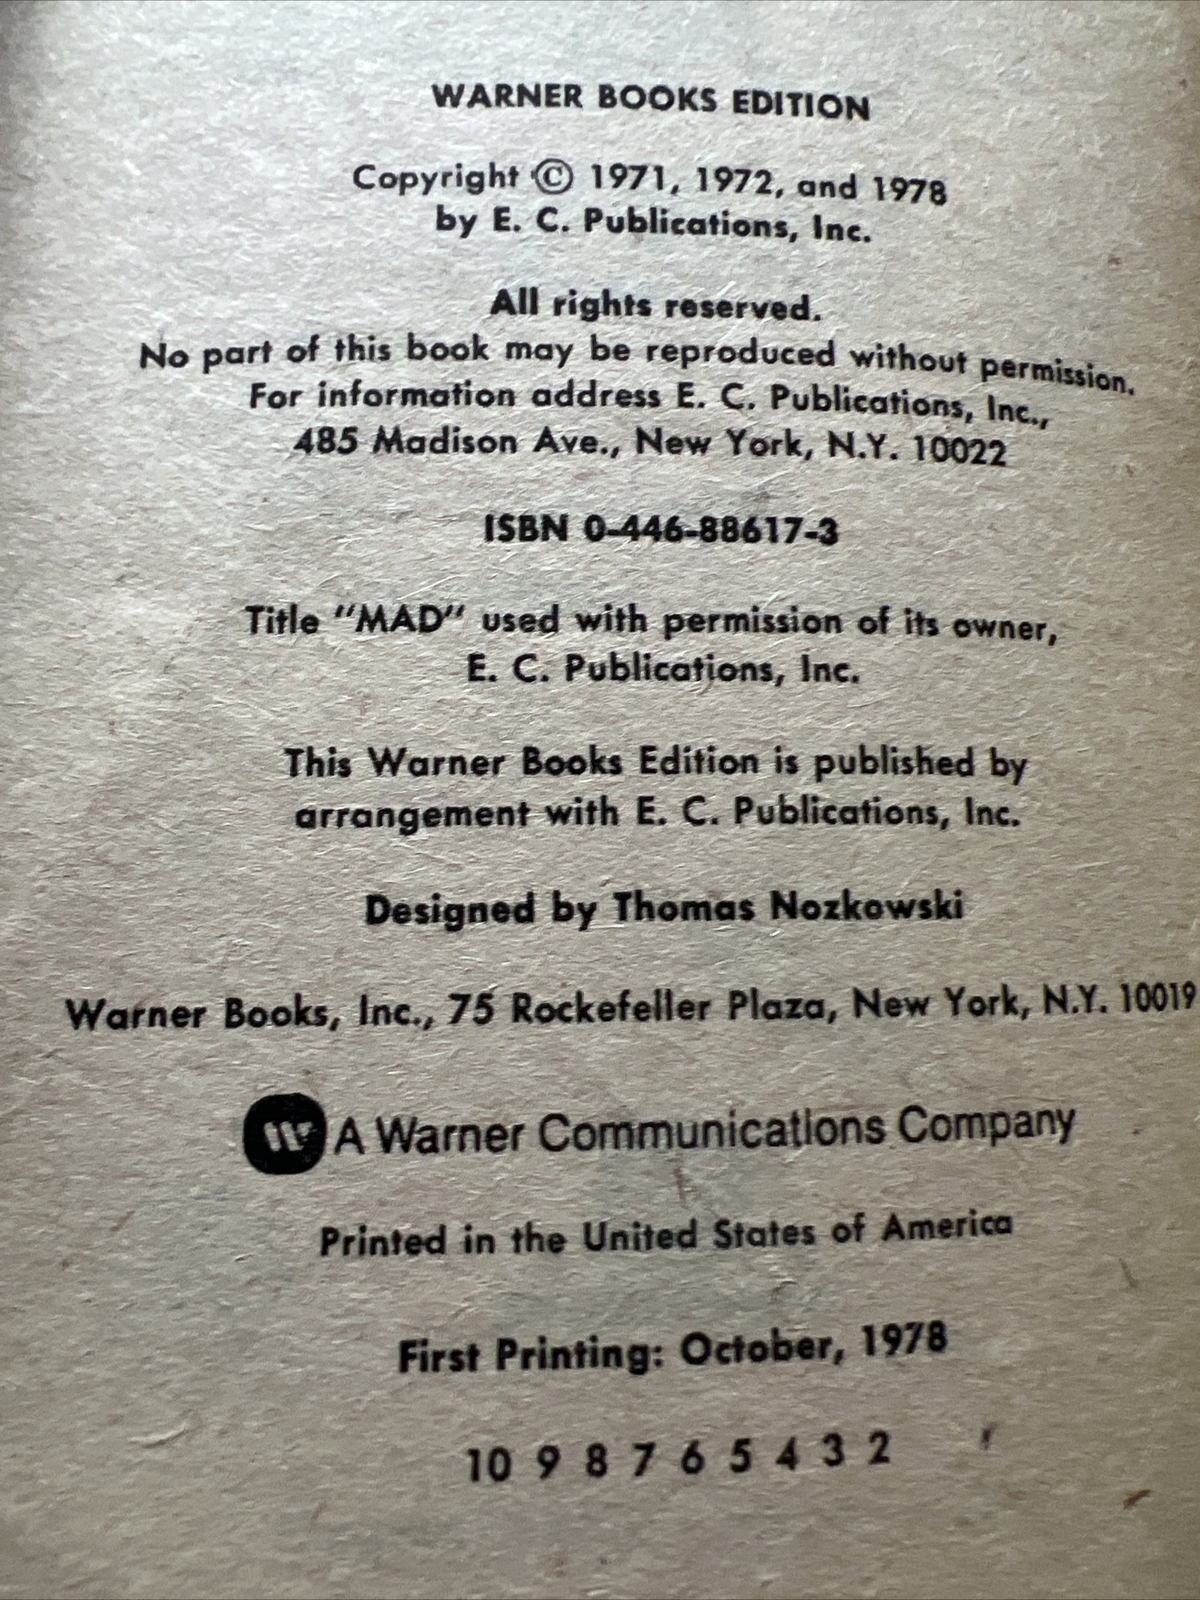 WARNER BOOKS EDITION
Copyright © 1971, 1972, and 1978
by E. C. Publications, Inc.
All rights reserved.
No part of this book may be reproduced without permission.
For information address E. C. Publications, Inc.,
485 Madison Ave., New York, N.Y. 10022
ISBN 0-446-88617-3
Title "MAD" used with permission of its owner,
E. C. Publications, Inc.
This Warner Books Edition is published by
arrangement with E. C. Publications, Inc.
Designed by Thomas Nozkowski
Warner Books, Inc., 75 Rockefeller Plaza, New York, N.Y. 10019
A Warner Communications Company
Printed in the United States of America
First Printing: October, 1978
10 9 8 7 6 5 4 3 2